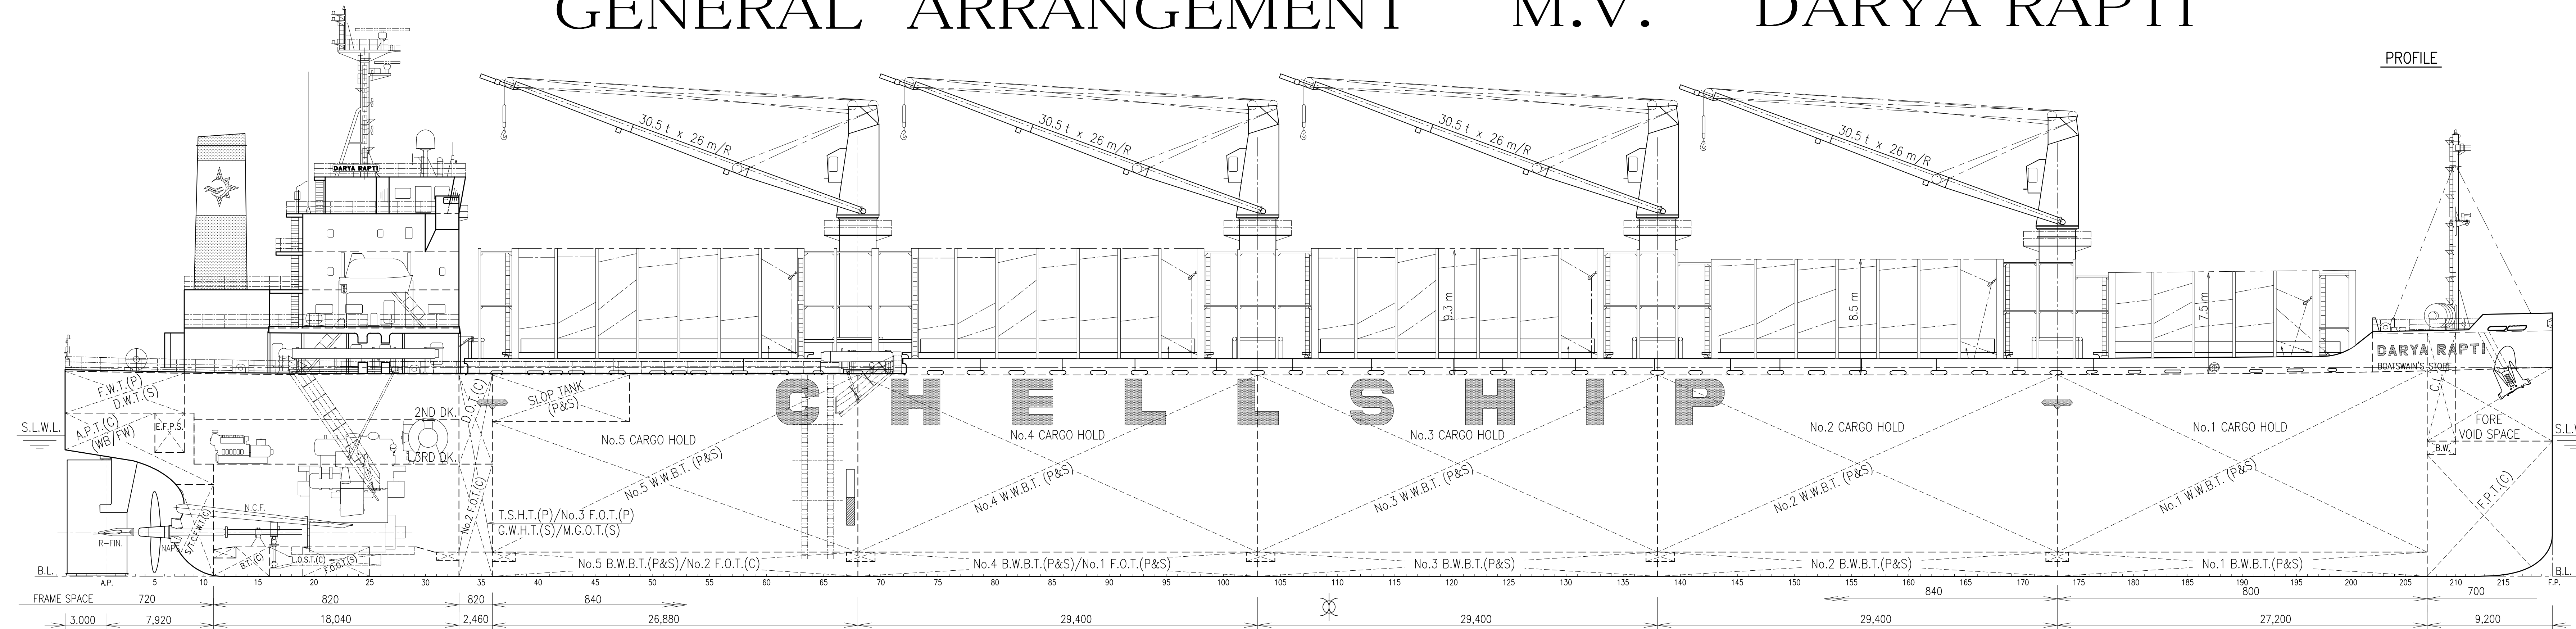 GENERAL ARRANGEMENT M.V. DARYA RAPTI
PROFILE
30.5 t x 26 m/R
30.5 t x 26 m/R
30.5 t x 26 m/R
30.5 t x 26 m/R
DARYA RAPTI
9.3 m
8.5 m
7.5 m
DARYA RAPTI
BOATSWAIN'S STORE
C.L.
CHELLSHIP
F.W.T.(P)
D.W.T.(S)
A.P.T.(C)
(WB/FW)
E.F.P.S.
2ND DK.
3RD DK.
D.O.T.(C)
SLOP TANK
(P&S)
S.L.W.L.
No.5 CARGO HOLD
No.4 CARGO HOLD
No.3 CARGO HOLD
No.2 CARGO HOLD
No.1 CARGO HOLD
FORE
VOID SPACE
B.W.
No.5 W.W.B.T. (P&S)
No.4 W.W.B.T. (P&S)
No.3 W.W.B.T. (P&S)
No.2 W.W.B.T. (P&S)
No.1 W.W.B.T. (P&S)
F.P.T.(C)
No.2 F.O.T.(C)
T.S.H.T.(P)/No.3 F.O.T.(P)
G.W.H.T.(S)/M.G.O.T.(S)
N.C.F.
R-FIN.
S/T.C.F.W.T.(C)
B.T.(C)
L.O.S.T.(C)
F.O.O.T.(S)
No.5 B.W.B.T.(P&S)/No.2 F.O.T.(C)
No.4 B.W.B.T.(P&S)/No.1 F.O.T.(P&S)
No.3 B.W.B.T.(P&S)
No.2 B.W.B.T.(P&S)
No.1 B.W.B.T.(P&S)
B.L. B.L.
A.P. 5 10 15 20 25 30 35 40 45 50 55 60 65 70 75 80 85 90 95 100 105 110 115 120 125 130 135 140 145 150 155 160 165 170 175 180 185 190 195 200 205 210 215 F.P.
FRAME SPACE 720 820 820 840 840 800 700
3.000 7,920 18,040 2,460 26,880 29,400 29,400 29,400 27,200 9,200